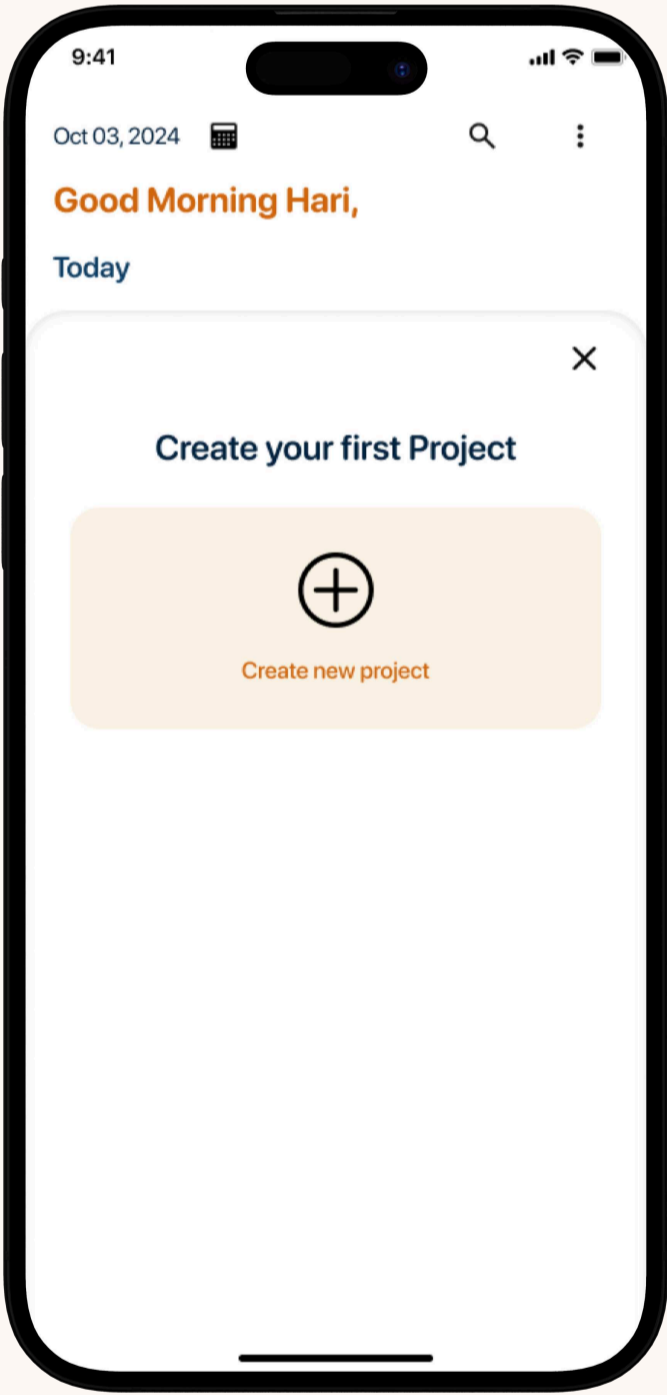 9:41
Oct 03, 2024
Good Morning Hari,
Today
Create your first Project
Create new project